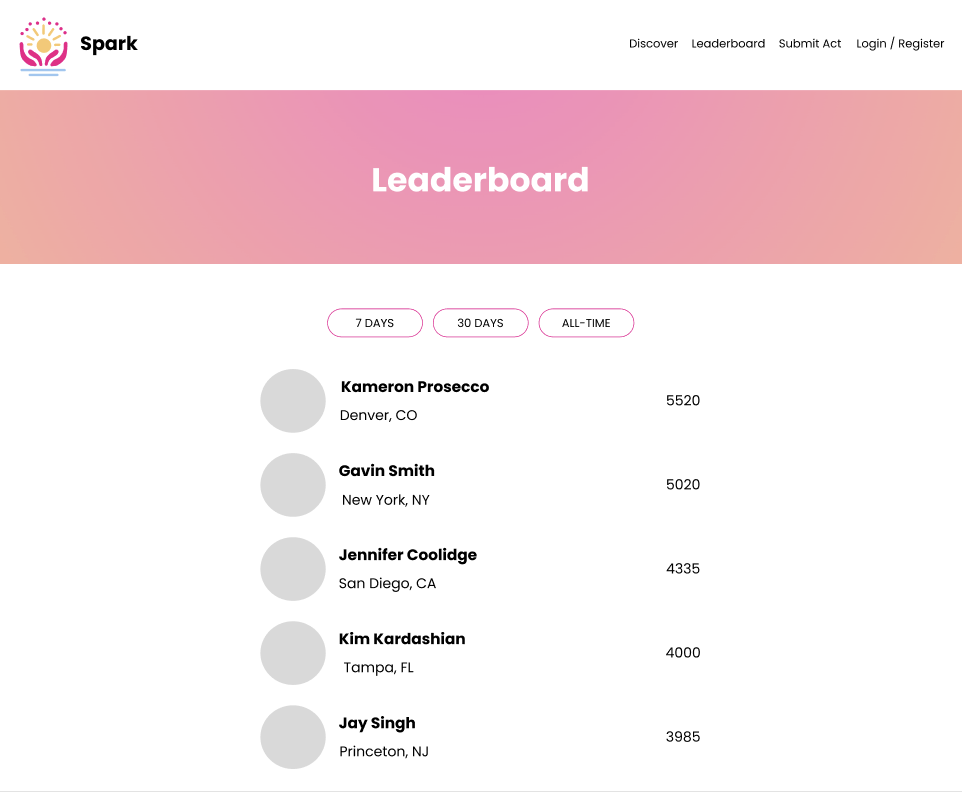 Spark
Discover Leaderboard Submit Act Login / Register
Leaderboard
7 DAYS 30 DAYS ALL-TIME
Kameron Prosecco
Denver, CO
5520
Gavin Smith
New York, NY
5020
Jennifer Coolidge
San Diego, CA
4335
Kim Kardashian
Tampa, FL
4000
Jay Singh
Princeton, NJ
3985